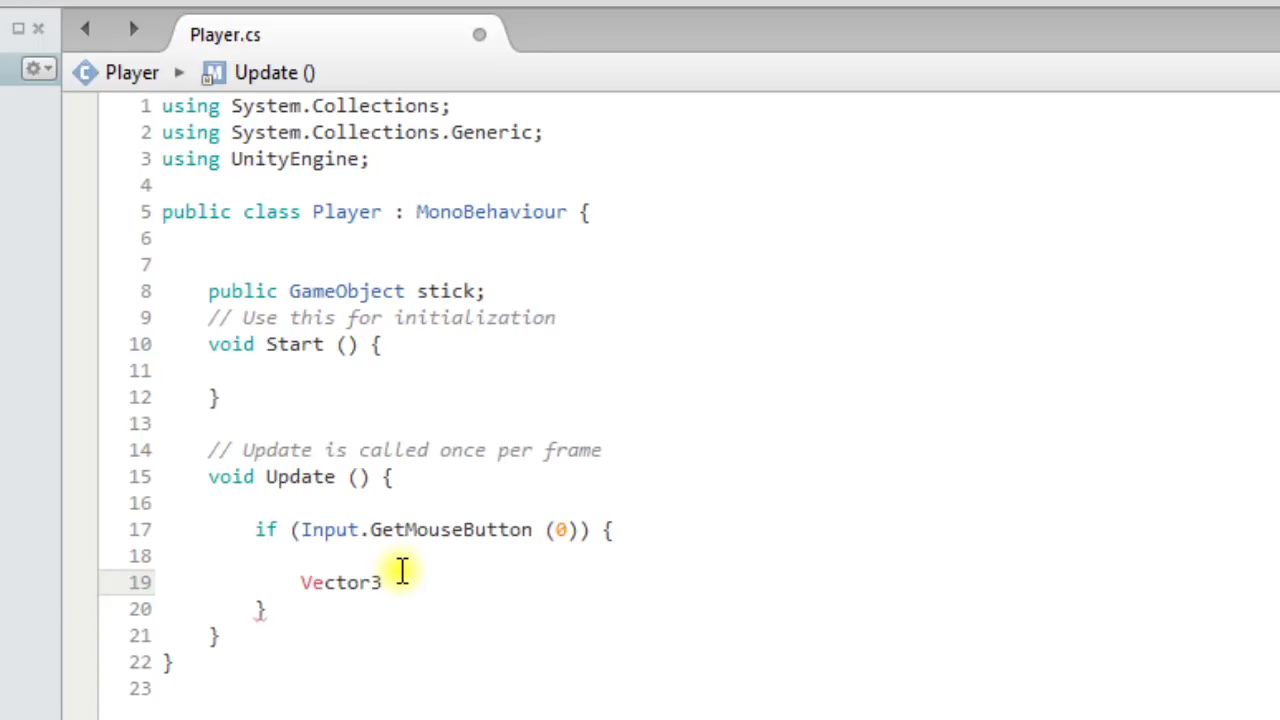 Player.cs
Player ▸ Update ()
1 using System.Collections;
2 using System.Collections.Generic;
3 using UnityEngine;
4
5 public class Player : MonoBehaviour {
6
7
8 public GameObject stick;
9 // Use this for initialization
10 void Start () {
11
12 }
13
14 // Update is called once per frame
15 void Update () {
16
17 if (Input.GetMouseButton (0)) {
18
19 Vector3
20 }
21 }
22 }
23